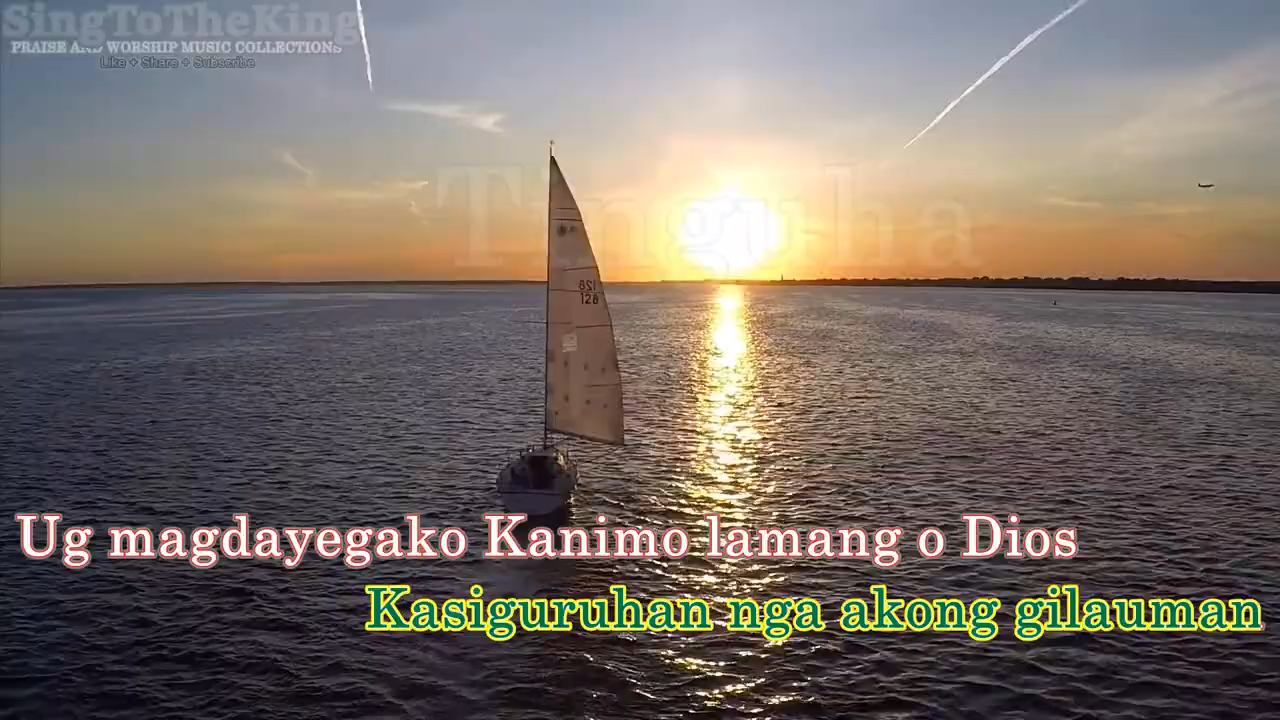 SingToTheKing
PRAISE AND WORSHIP MUSIC COLLECTIONS
Like + Share + Subscribe
Tinguha
128
128
Ug magdayegako Kanimo lamang o Dios
Kasiguruhan nga akong gilauman